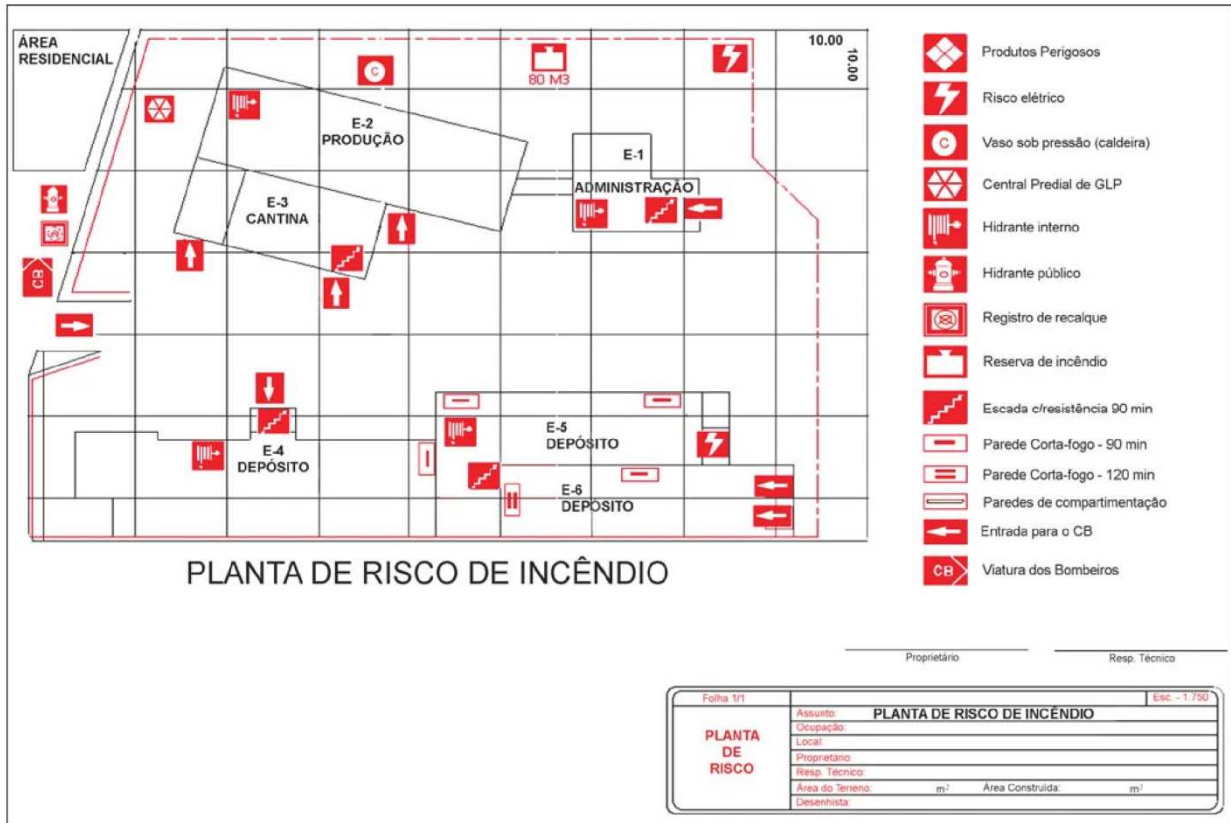 ÁREA
RESIDENCIAL
10.00
10.00
C
80 M3
E-2
PRODUÇÃO
E-1
ADMINISTRAÇÃO
E-3
CANTINA
CB
E-4
DEPÓSITO
E-5
DEPÓSITO
E-6
DEPÓSITO
PLANTA DE RISCO DE INCÊNDIO
Produtos Perigosos
Risco elétrico
C
Vaso sob pressão (caldeira)
Central Predial de GLP
Hidrante interno
Hidrante público
Registro de recalque
Reserva de incêndio
Escada c/resistência 90 min
Parede Corta-fogo - 90 min
Parede Corta-fogo - 120 min
Paredes de compartimentação
Entrada para o CB
CB
Viatura dos Bombeiros
Proprietário
Resp. Técnico
Folha 1/1
Esc. - 1.750
PLANTA
DE
RISCO
Assunto: PLANTA DE RISCO DE INCÊNDIO
Ocupação:
Local:
Proprietário:
Resp. Técnico:
Área do Terreno: m² Área Construída: m²
Desenhista: